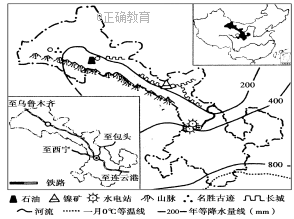 ©正确教育
200
400
800
至乌鲁木齐
至包头
至西宁
至连云港
铁路
石油 镍矿 水电站 山脉 名胜古迹 长城
河流 一月0℃等温线 —200—年等降水量线(mm)